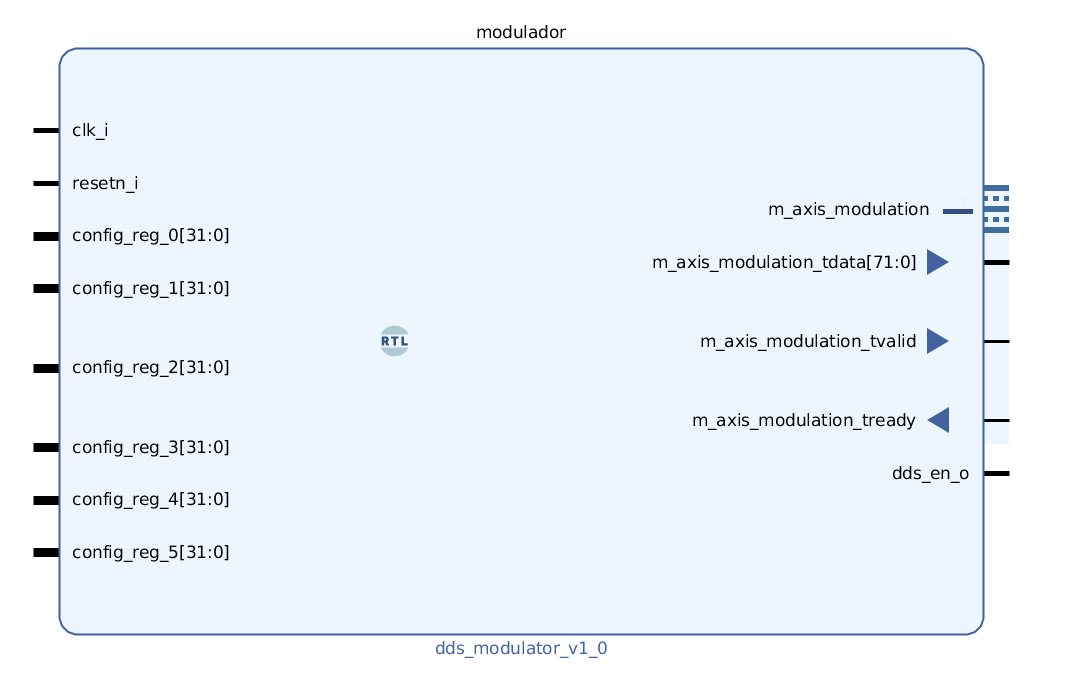 modulador
clk_i
resetn_i
config_reg_0[31:0]
config_reg_1[31:0]
config_reg_2[31:0]
config_reg_3[31:0]
config_reg_4[31:0]
config_reg_5[31:0]
RTL
m_axis_modulation
m_axis_modulation_tdata[71:0]
m_axis_modulation_tvalid
m_axis_modulation_tready
dds_en_o
dds_modulator_v1_0